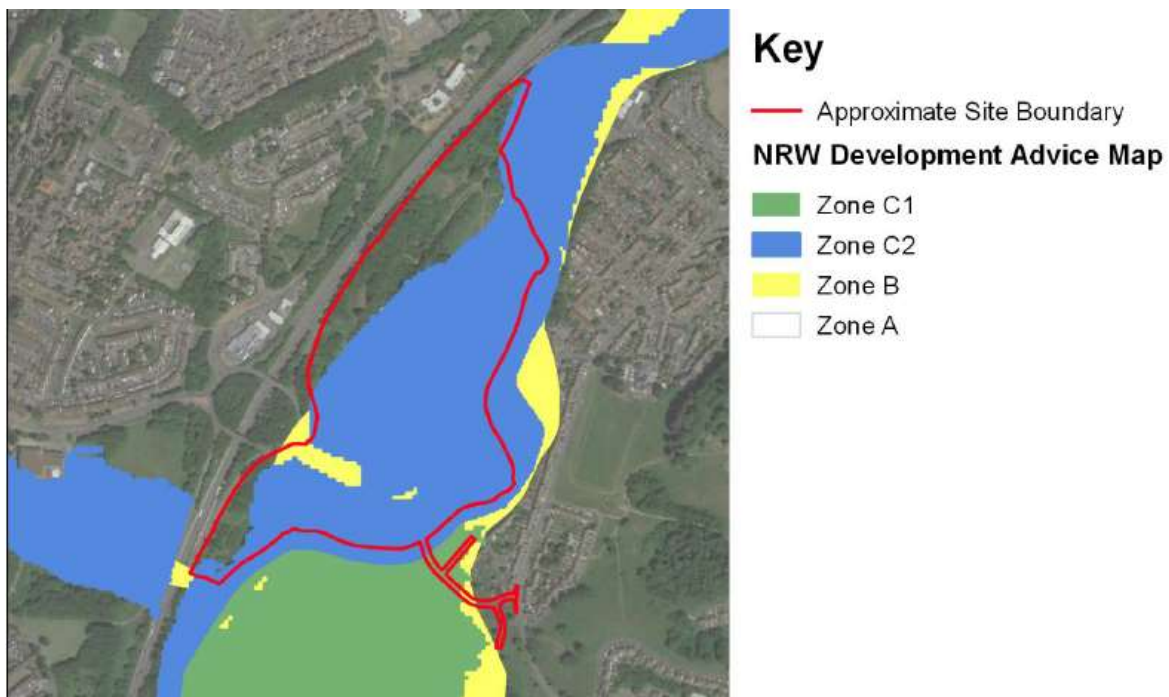 Key
Approximate Site Boundary
NRW Development Advice Map
Zone C1
Zone C2
Zone B
Zone A